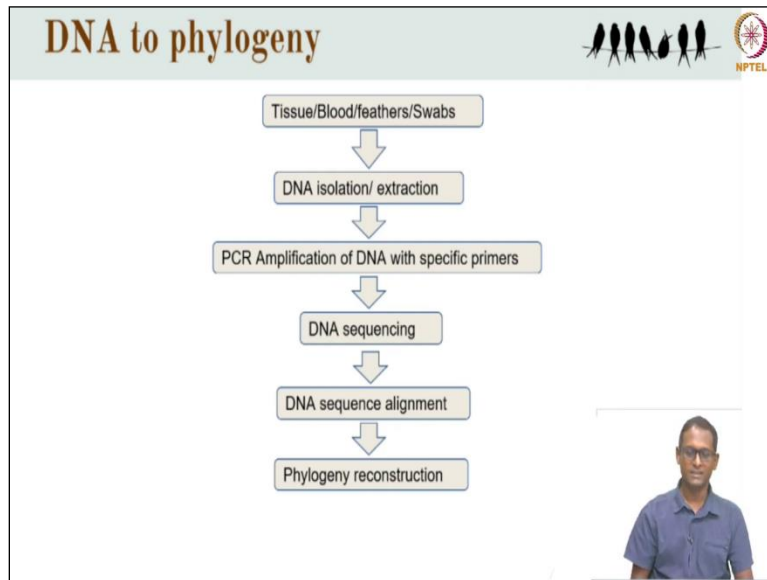 DNA to phylogeny
NPTEL
Tissue/Blood/feathers/Swabs
DNA isolation/ extraction
PCR Amplification of DNA with specific primers
DNA sequencing
DNA sequence alignment
Phylogeny reconstruction